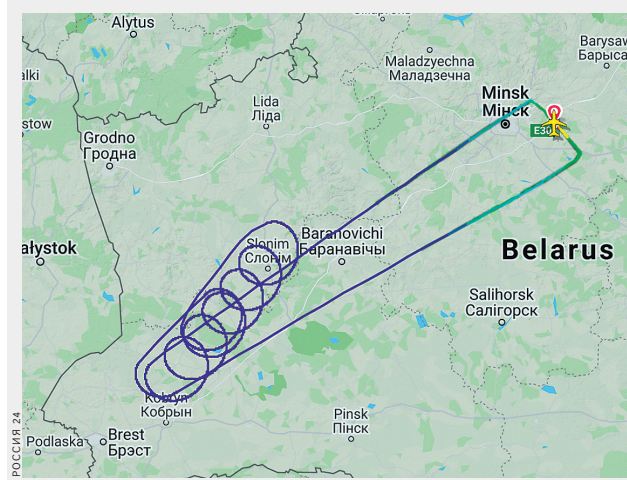 Alytus
Maladzyechna
Маладзечна
Barysaw
Барыса
alki
Lida
Ліда
Minsk
Мінск
stow
Grodno
Гродна
ałystok
Slonim
Слонім
Baranovichi
Баранавічы
Belarus
Salihorsk
Салігорск
Kobryn
Кобрын
Pinsk
Пінск
Podlaska
Brest
Брэст
РОССИЯ 24